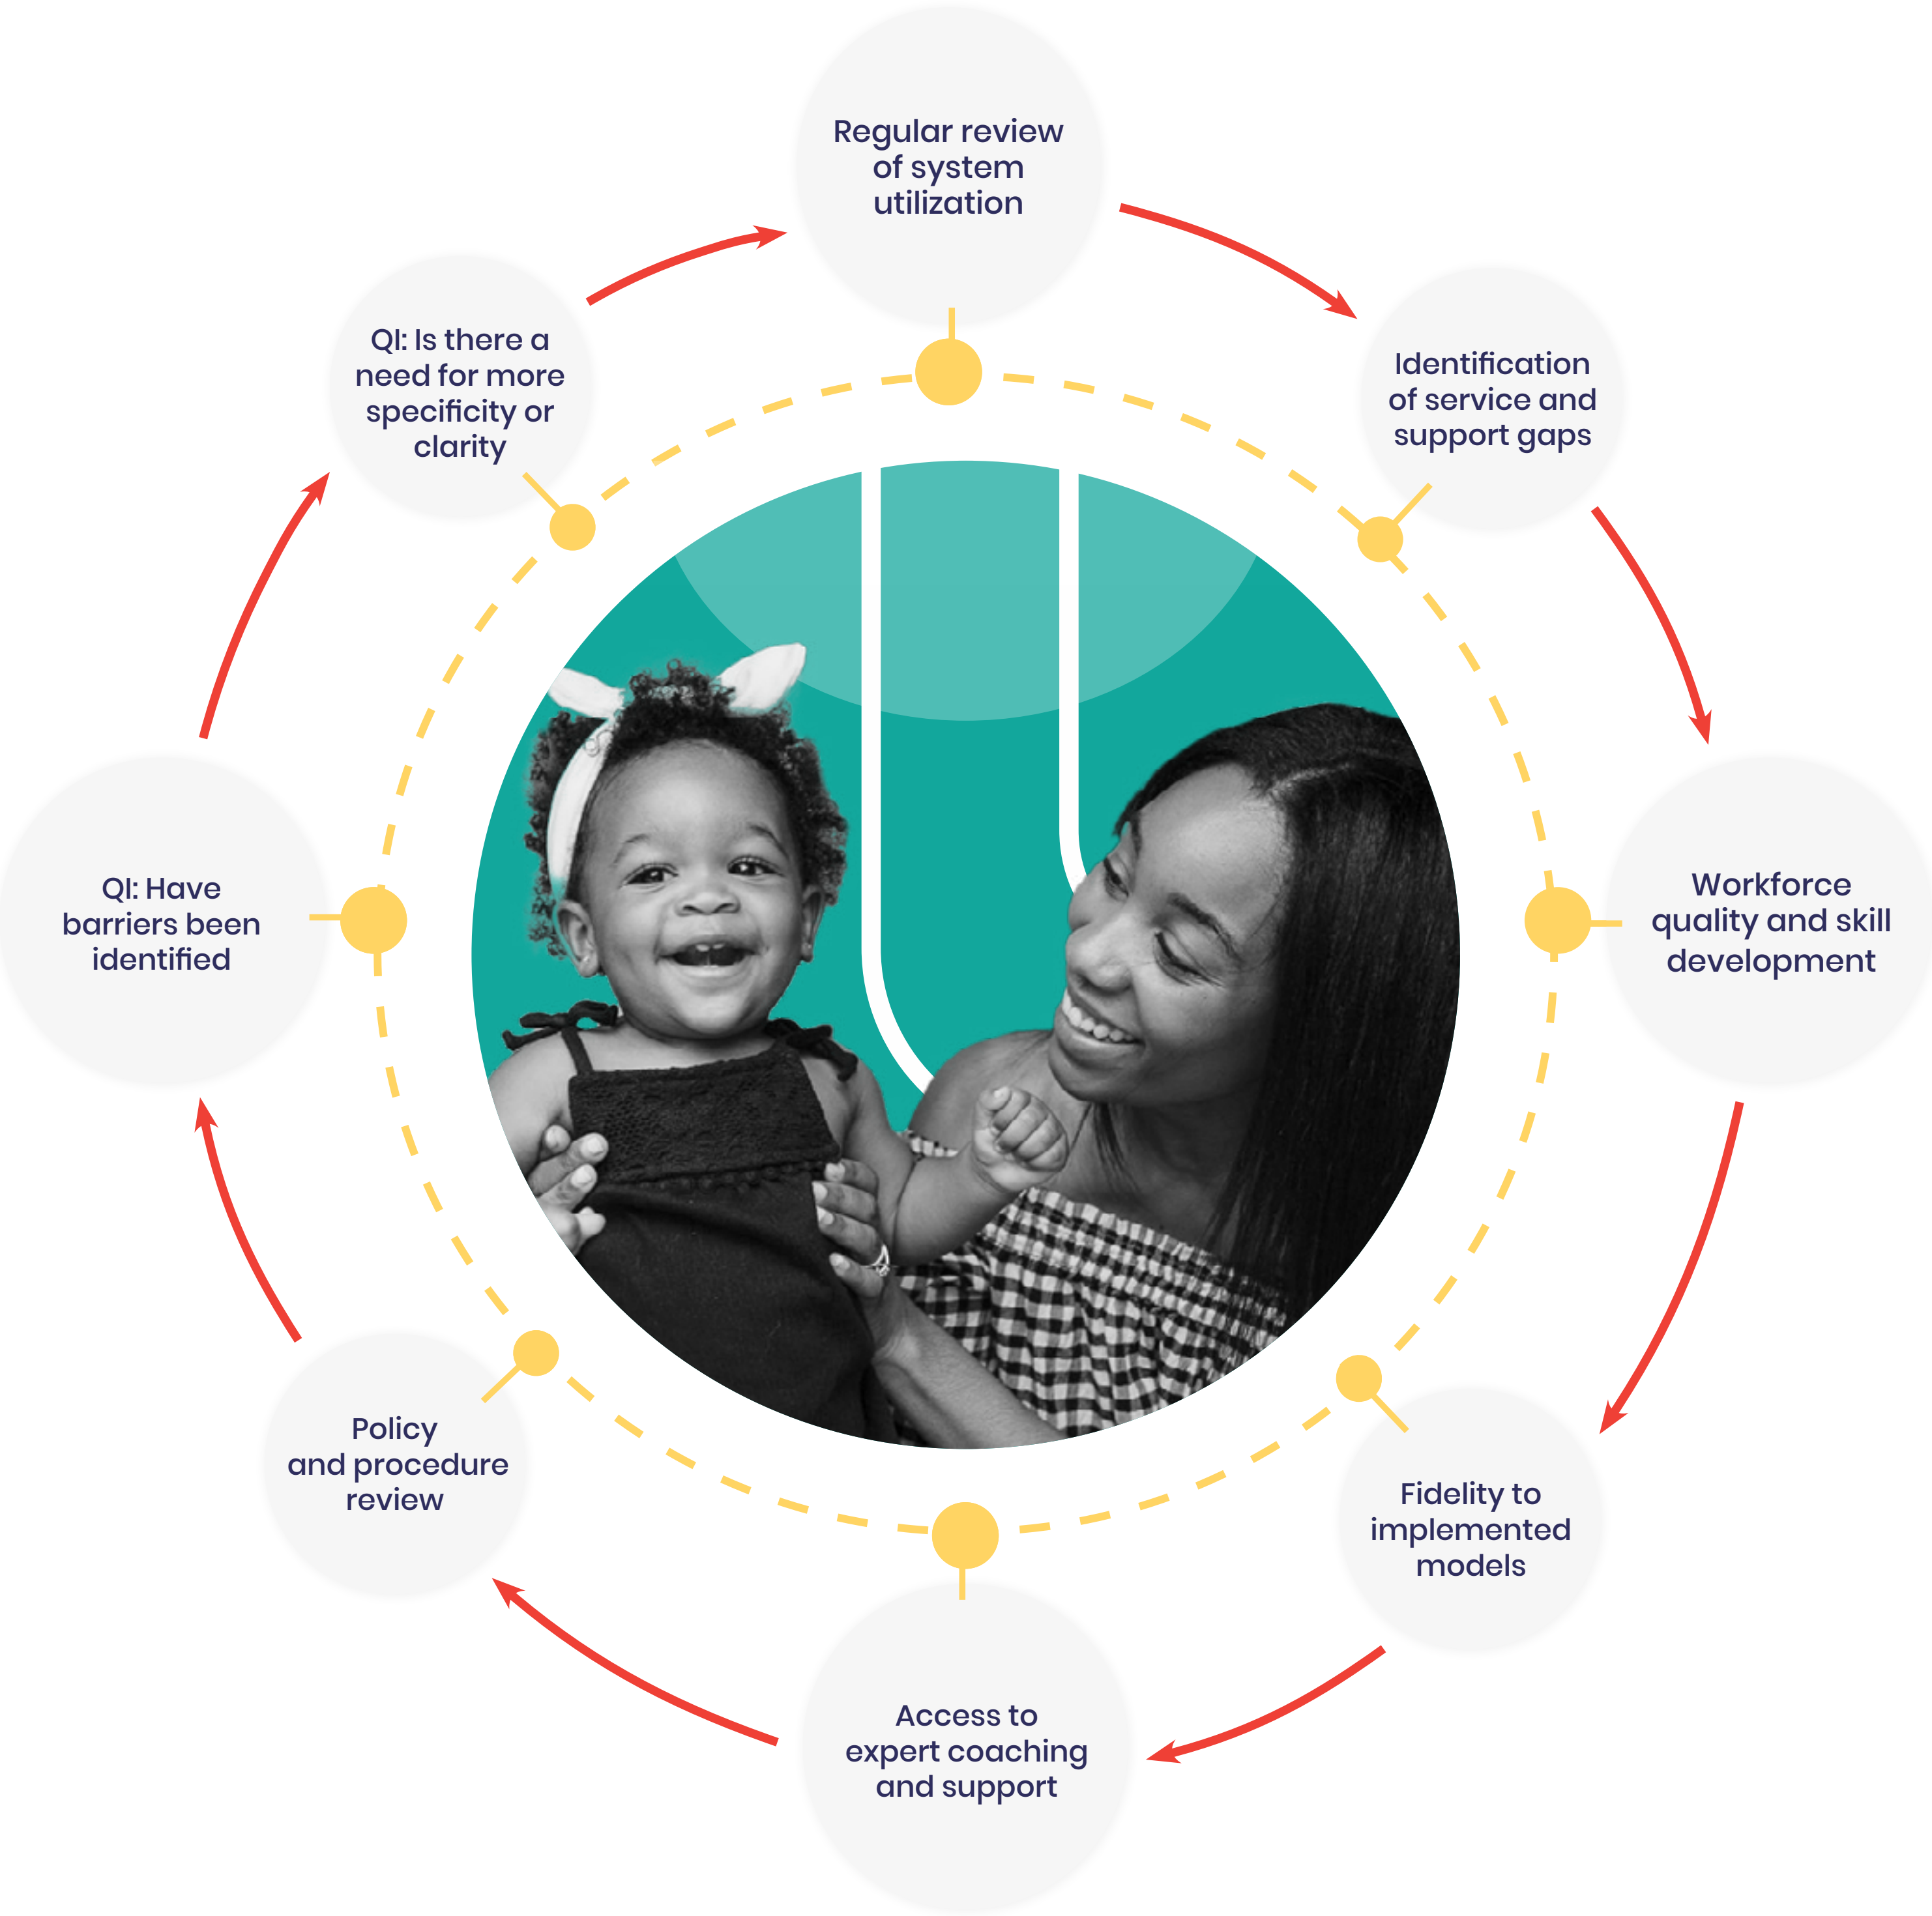 Regular review
of system
utilization
Identification
of service and
support gaps
Workforce
quality and skill
development
Fidelity to
implemented
models
Access to
expert coaching
and support
Policy
and procedure
review
QI: Have
barriers been
identified
QI: Is there a
need for more
specificity or
clarity